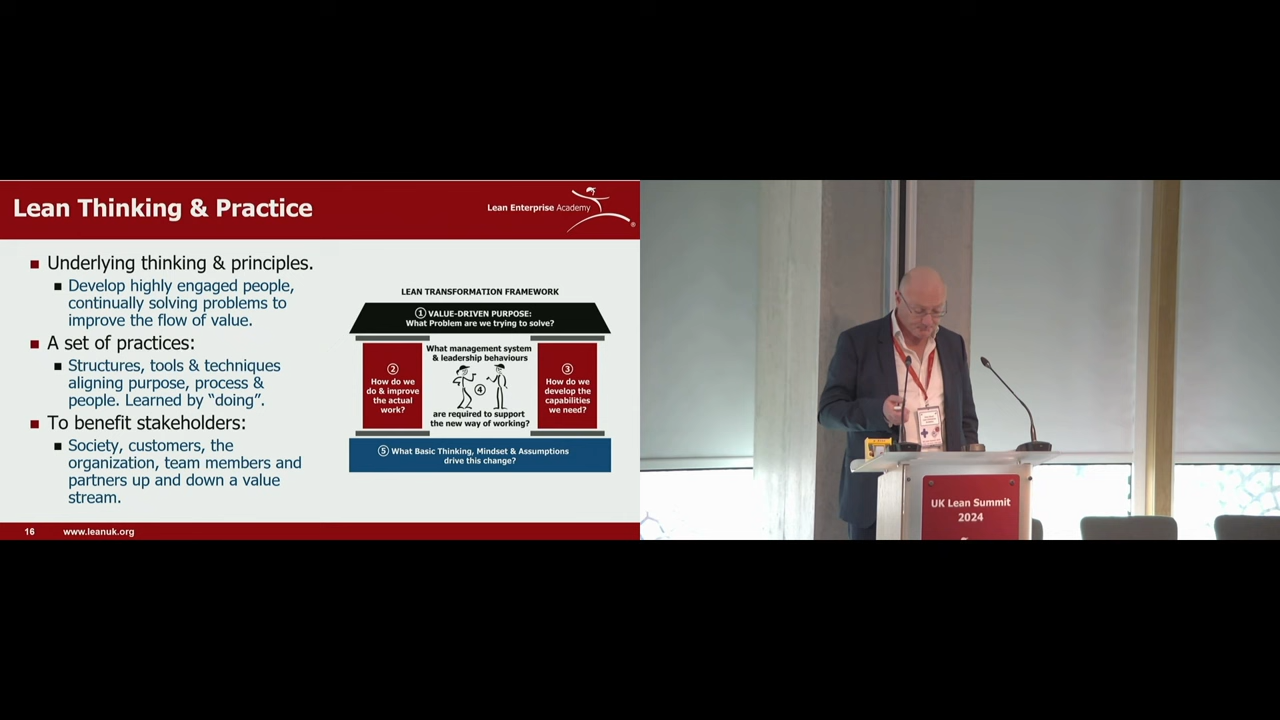 Lean Thinking & Practice
Lean Enterprise Academy
®
Underlying thinking & principles.
Develop highly engaged people,
continually solving problems to
improve the flow of value.
A set of practices:
Structures, tools & techniques
aligning purpose, process &
people. Learned by "doing".
To benefit stakeholders:
Society, customers, the
organization, team members and
partners up and down a value
stream.
LEAN TRANSFORMATION FRAMEWORK
① VALUE-DRIVEN PURPOSE:
What Problem are we trying to solve?
②
How do we
do & improve
the actual
work?
What management system
& leadership behaviours
④
are required to support
the new way of working?
③
How do we
develop the
capabilities
we need?
⑤ What Basic Thinking, Mindset & Assumptions
drive this change?
16 www.leanuk.org
UK Lean Summit
2024